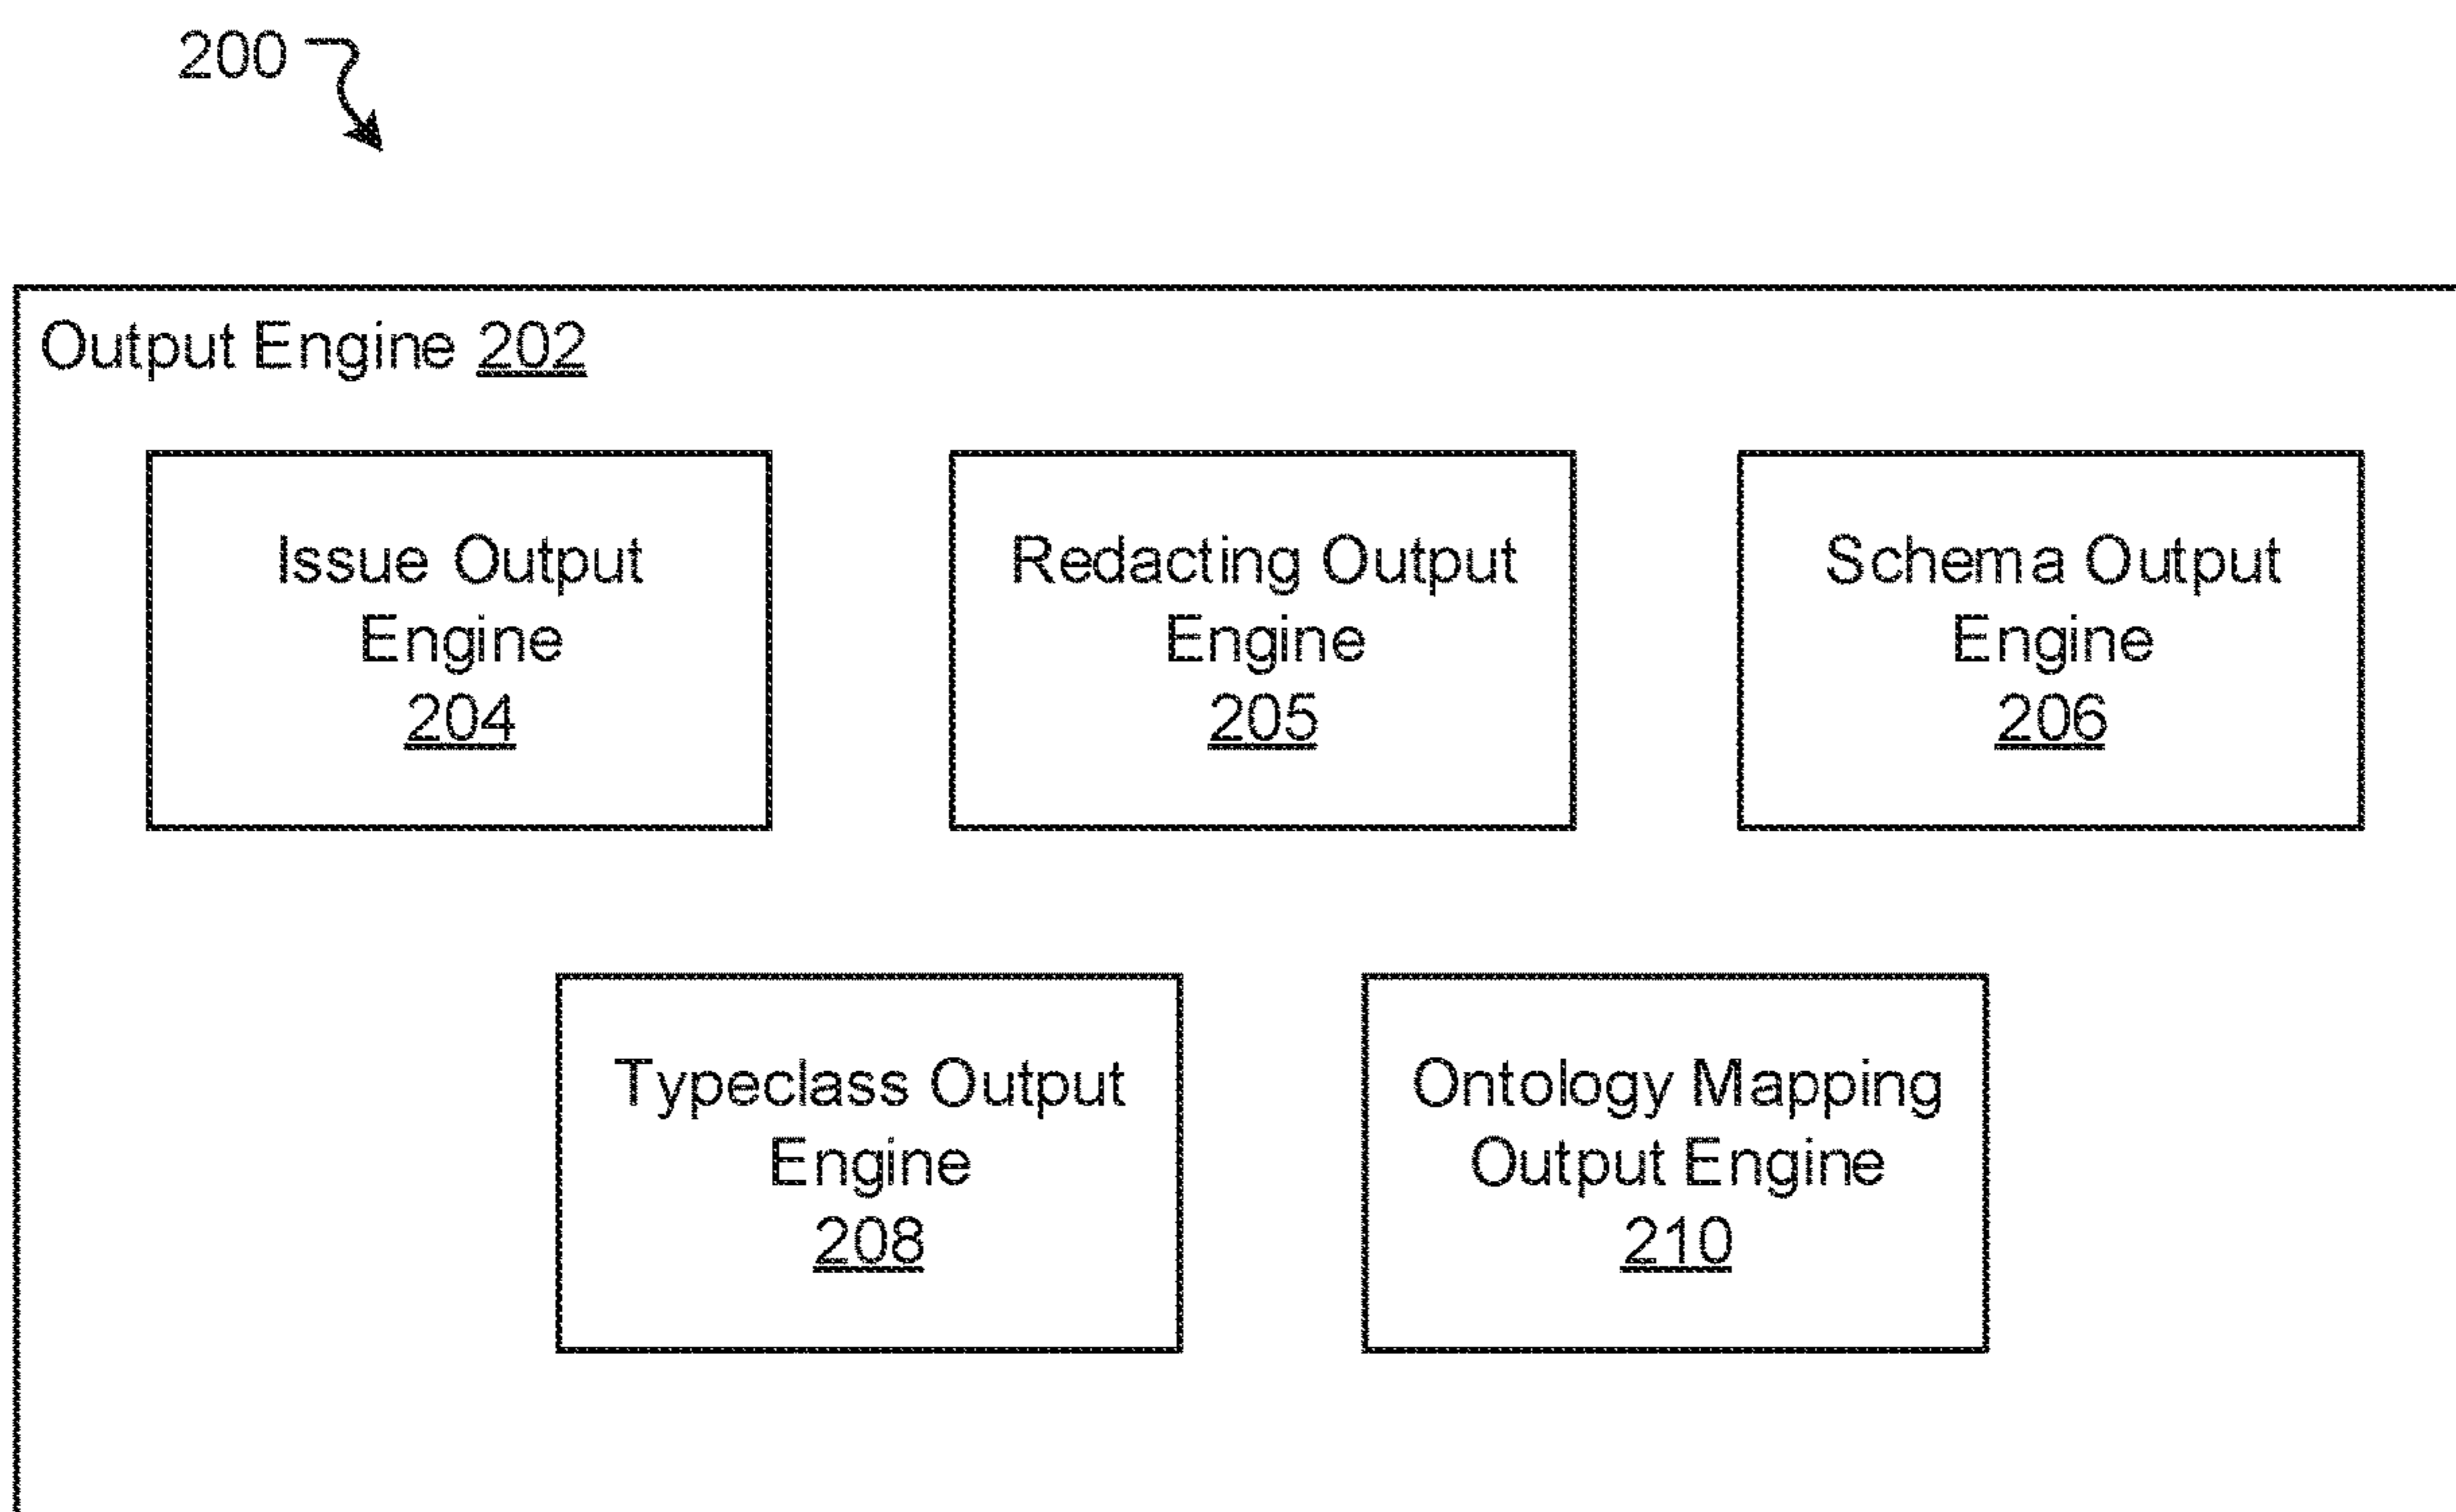 200
Output Engine 202
Issue Output
Engine
204
Redacting Output
Engine
205
Schema Output
Engine
206
Typeclass Output
Engine
208
Ontology Mapping
Output Engine
210